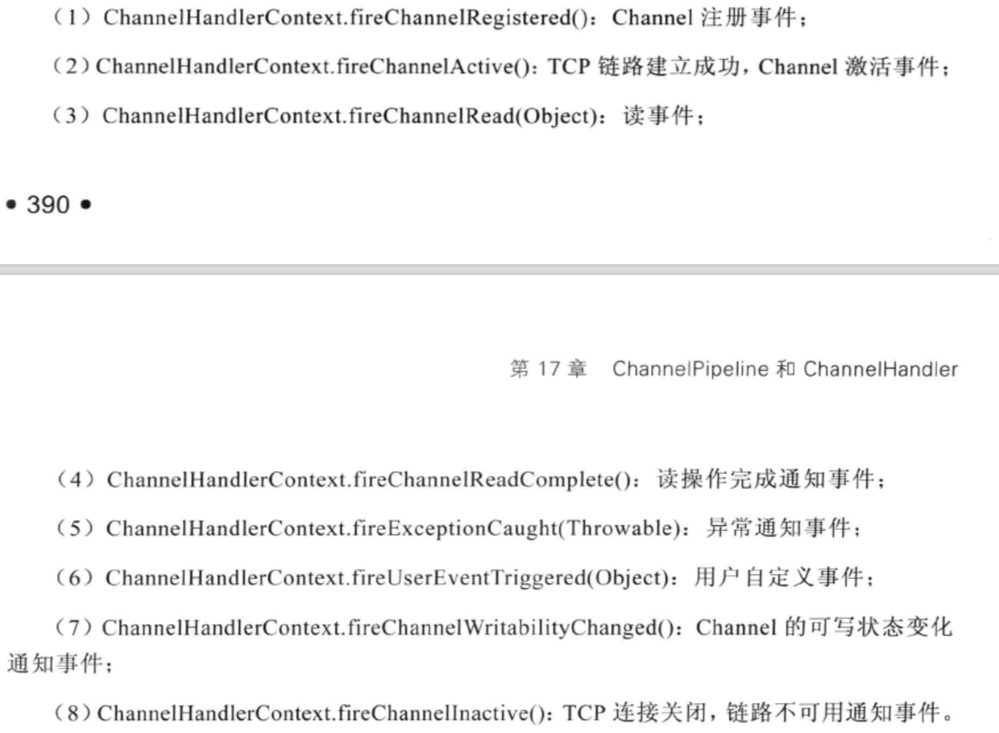 （1）ChannelHandlerContext.fireChannelRegistered()：Channel 注册事件；
（2）ChannelHandlerContext.fireChannelActive()：TCP 链路建立成功，Channel 激活事件；
（3）ChannelHandlerContext.fireChannelRead(Object)：读事件；
• 390 •
第 17 章 ChannelPipeline 和 ChannelHandler
（4）ChannelHandlerContext.fireChannelReadComplete()：读操作完成通知事件；
（5）ChannelHandlerContext.fireExceptionCaught(Throwable)：异常通知事件；
（6）ChannelHandlerContext.fireUserEventTriggered(Object)：用户自定义事件；
（7）ChannelHandlerContext.fireChannelWritabilityChanged()：Channel 的可写状态变化
通知事件；
（8）ChannelHandlerContext.fireChannelInactive()：TCP 连接关闭，链路不可用通知事件。